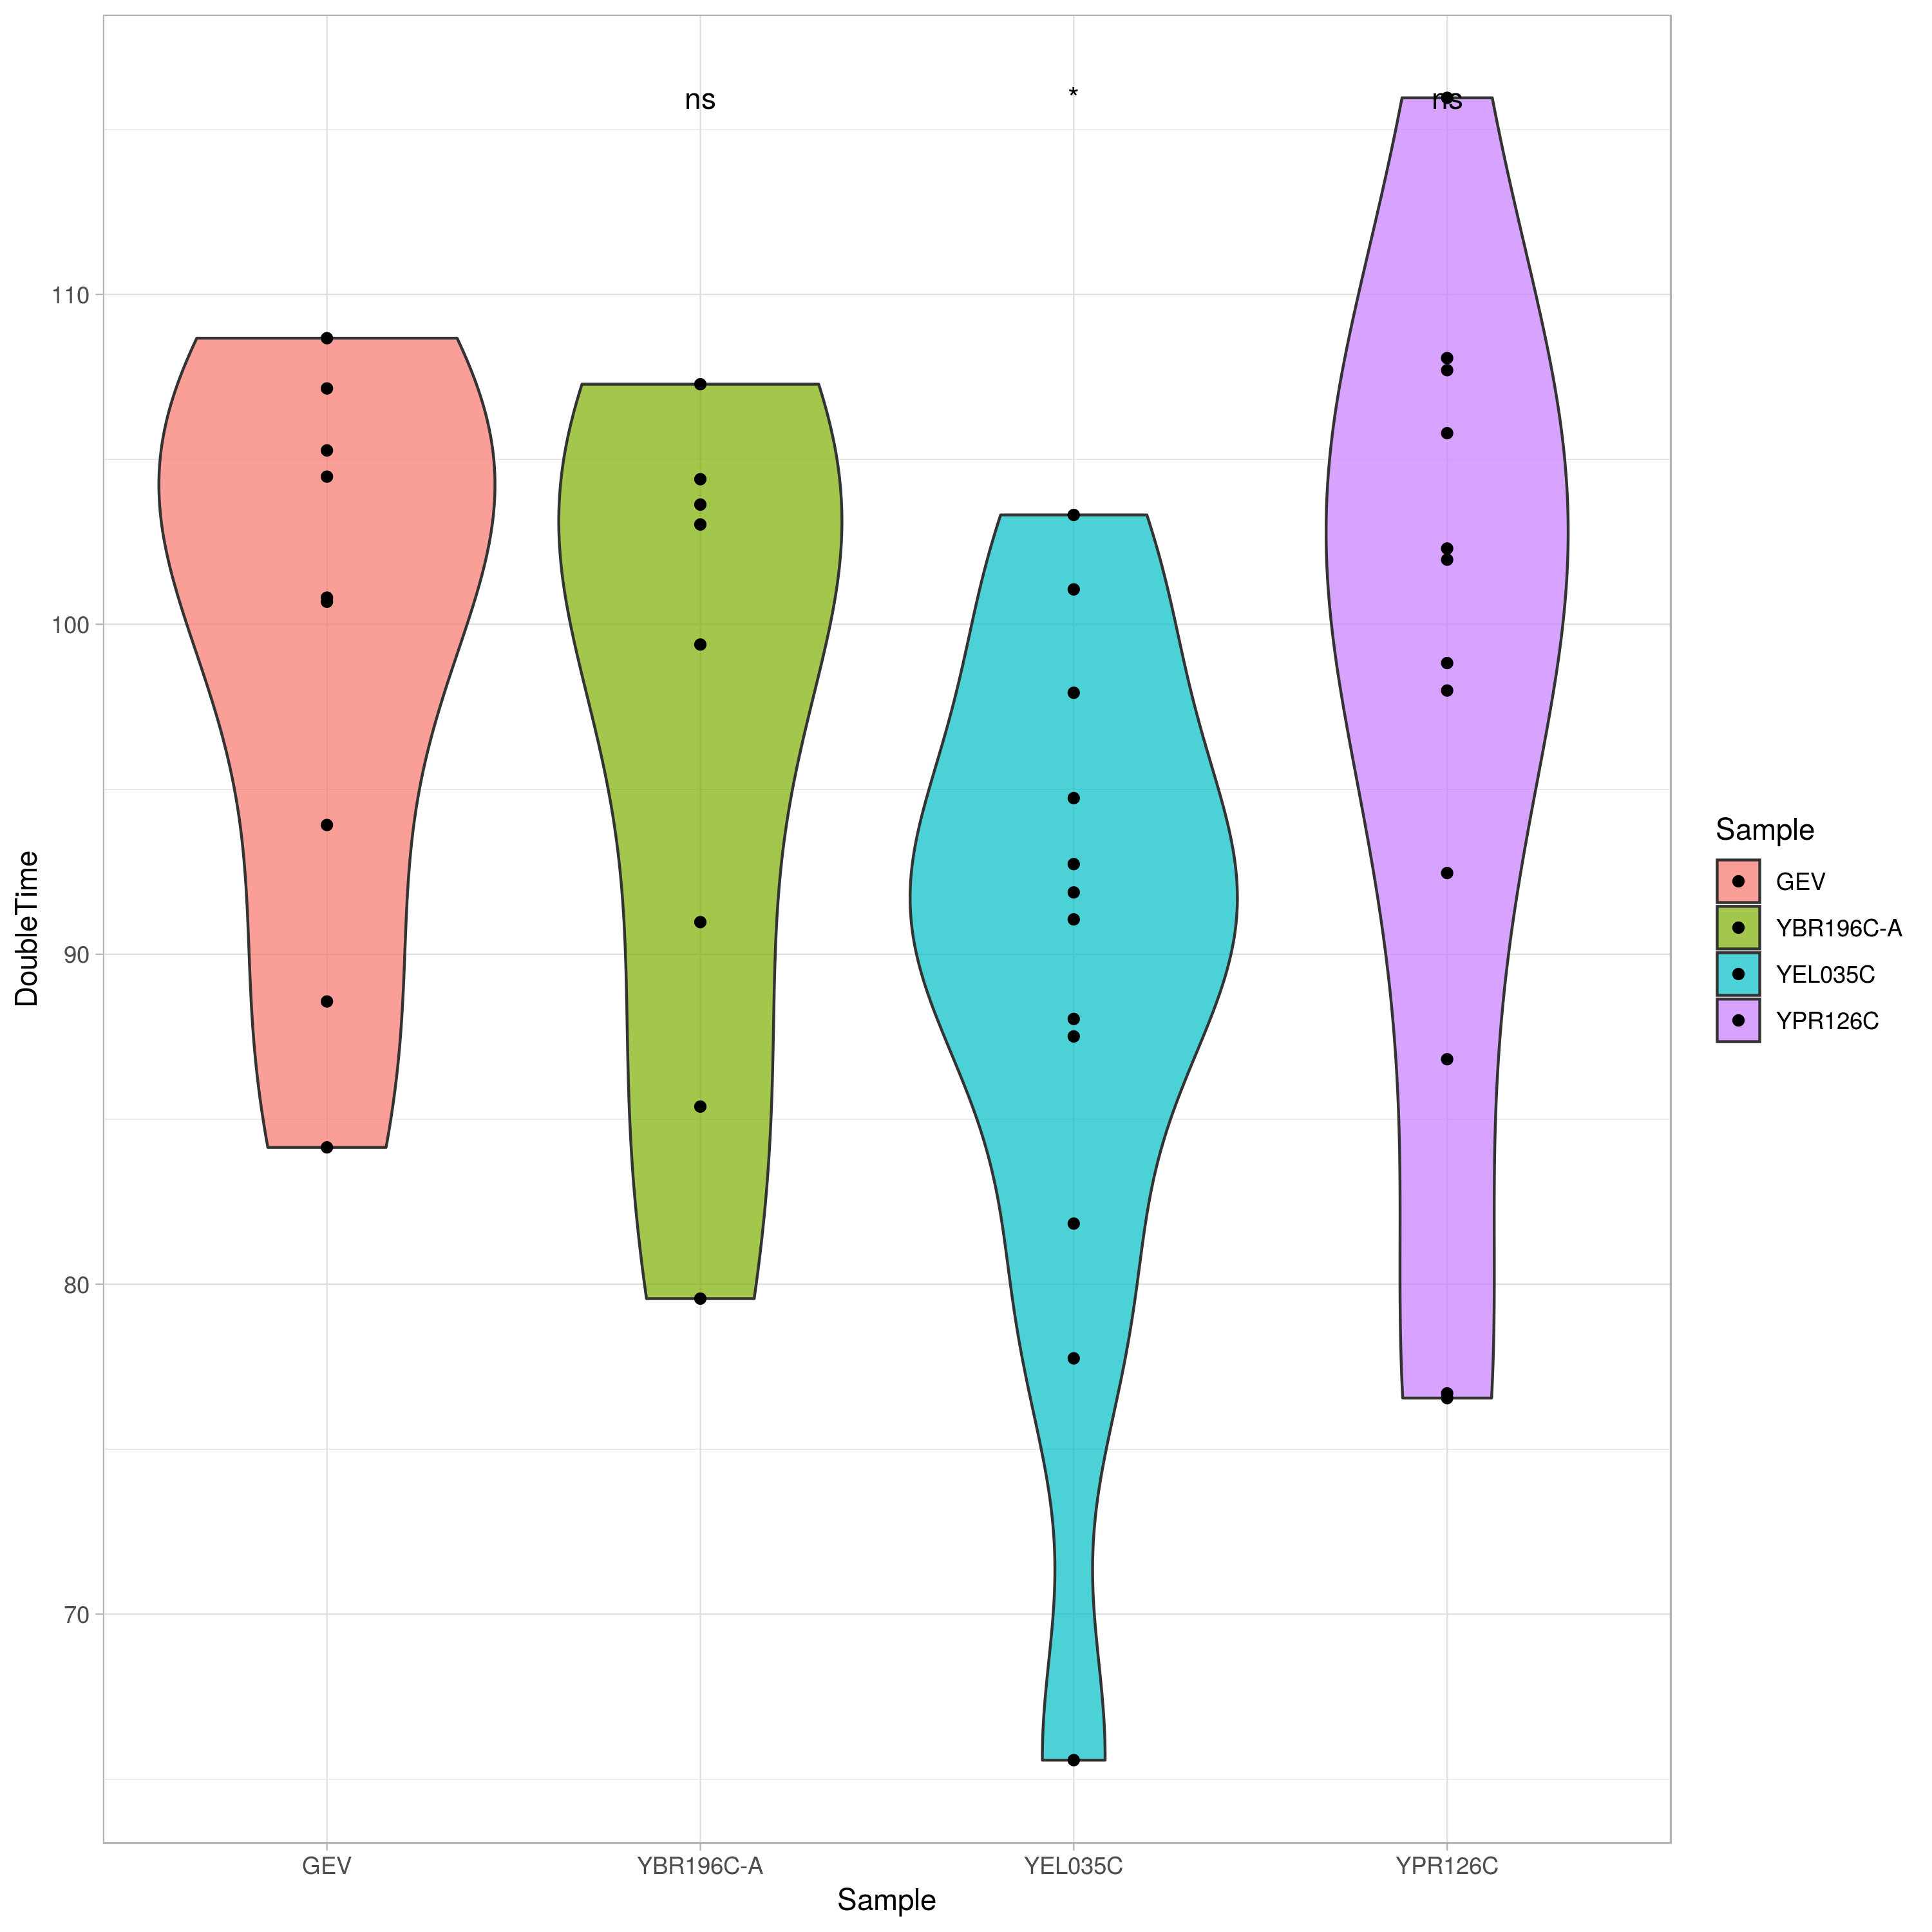 ns * ns
110
100
90
80
70
DoubleTime
GEV YBR196C-A YEL035C YPR126C
Sample
Sample
GEV
YBR196C-A
YEL035C
YPR126C